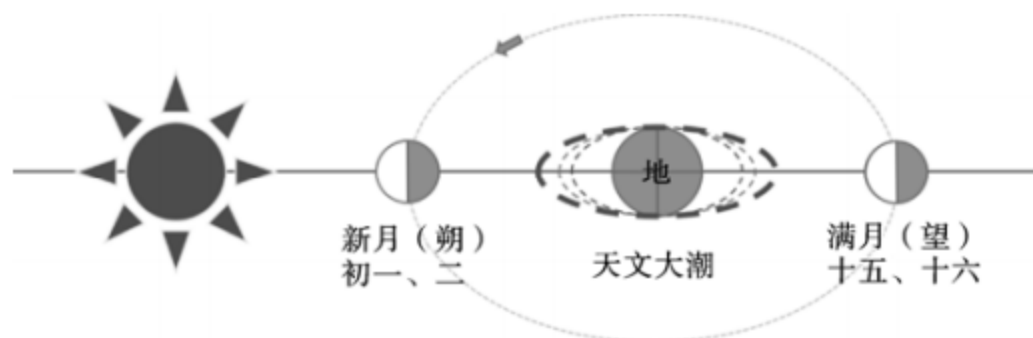 地
新月（朔）
初一、二
天文大潮
满月（望）
十五、十六